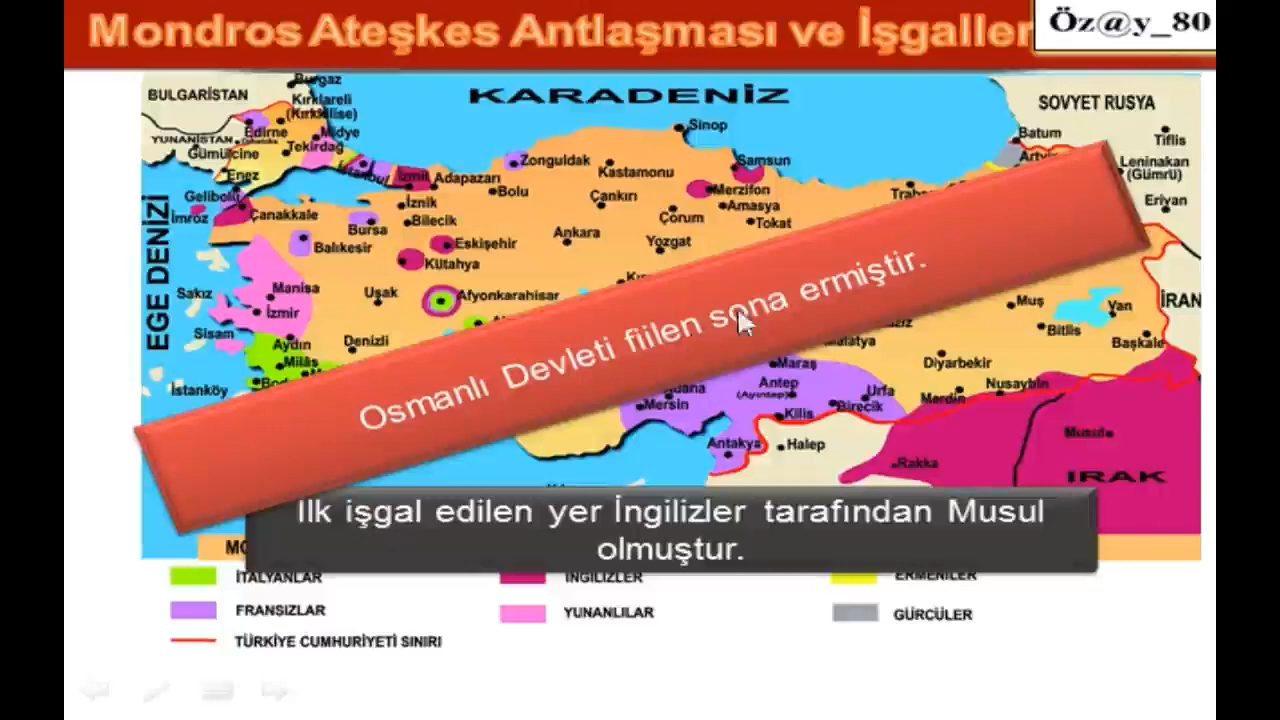 Mondros Ateşkes Antlaşması ve İşgaller
Öz@y_80
BULGARİSTAN
Burgaz
Kırklareli
(Kırkkilise)
KARADENİZ
SOVYET RUSYA
Sinop
Batum
Tiflis
YUNANİSTAN
Edirne
Midye
Tekirdağ
Gümülcine
Enez
Zonguldak
Kastamonu
Samsun
Leninakan
(Gümrü)
İstanbul
İzmit
Adapazarı
Bolu
Çankırı
Merzifon
Amasya
Erivan
Gelibolu
İmroz
Çanakkale
İznik
Bilecik
Bursa
Çorum
Tokat
Ankara
Yozgat
EGE DENİZİ
Balıkesir
Eskişehir
Kütahya
Sakız
Manisa
İzmir
Uşak
Afyonkarahisar
Muş
Van
İRAN
Bitlis
Başkale
Sisam
Aydın
Denizli
Milâs
İstanköy
Osmanlı Devleti fiilen sona ermiştir.
Maraş
Diyarbekir
Antep
(Ayıntep)
Urfa
Nusaybin
Mersin
Birecik
Mardin
Kilis
Antakya
Halep
Rakka
Musul
IRAK
İlk işgal edilen yer İngilizler tarafından Musul
olmuştur.
İTALYANLAR
İNGİLİZLER
ERMENİLER
FRANSIZLAR
YUNANLILAR
GÜRCÜLER
TÜRKİYE CUMHURİYETİ SINIRI